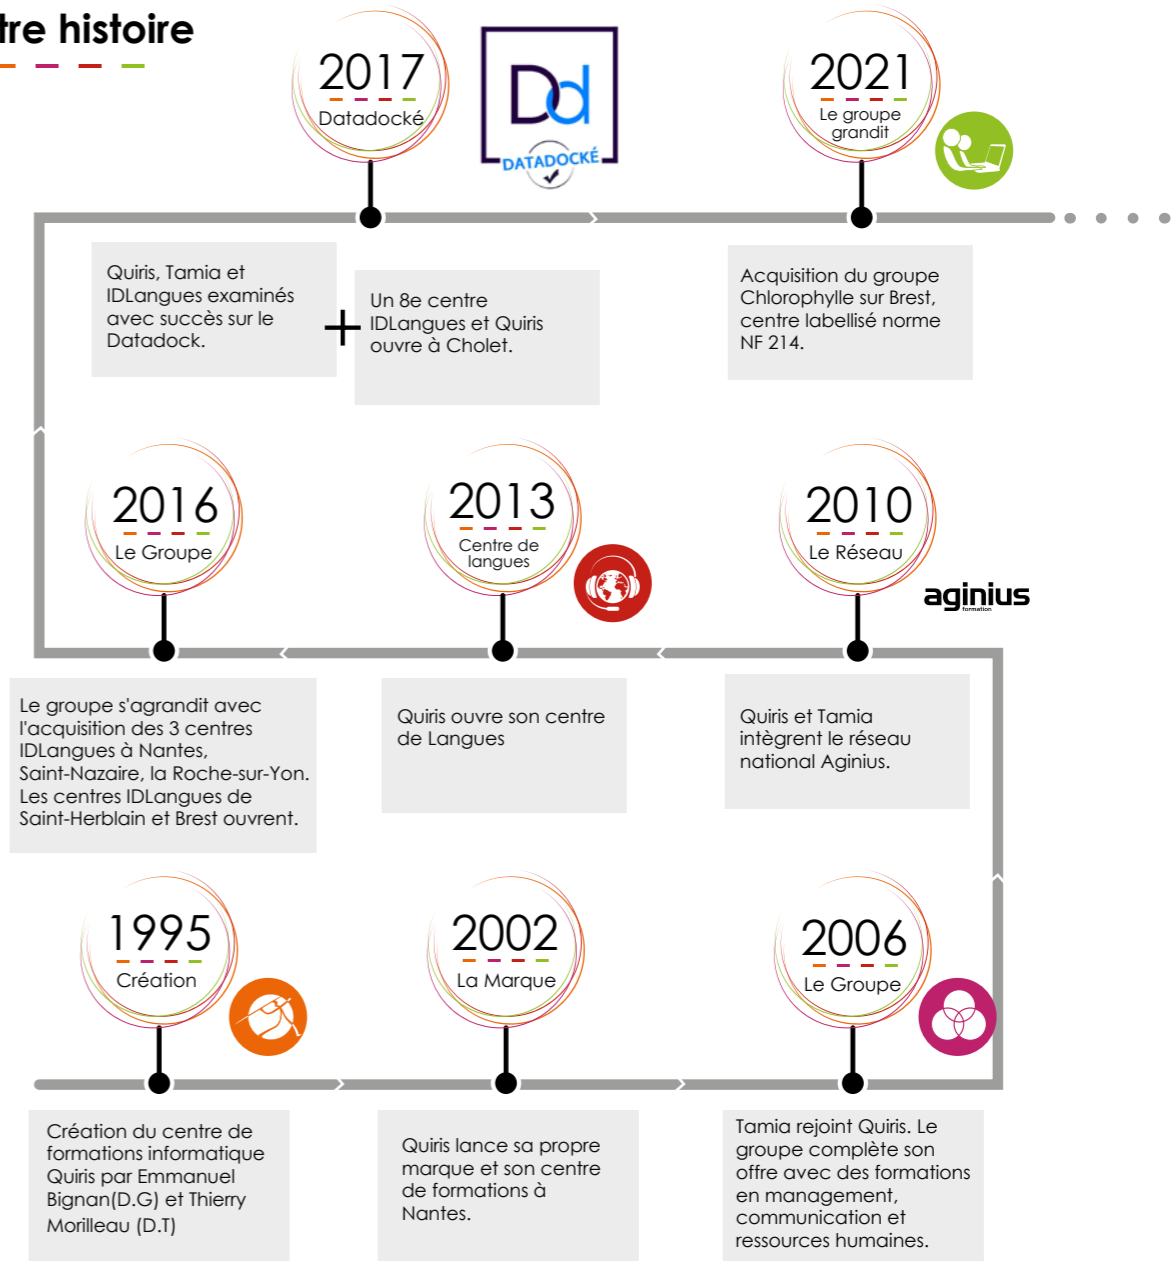 tre histoire
2017
Datadocké
Dd
DATADOCKÉ
2021
Le groupe
grandit
Quiris, Tamia et
IDLangues examinés
avec succès sur le
Datadock.
+
Un 8e centre
IDLangues et Quiris
ouvre à Cholet.
Acquisition du groupe
Chlorophylle sur Brest,
centre labellisé norme
NF 214.
2016
Le Groupe
2013
Centre de
langues
2010
Le Réseau
aginius
formation
Le groupe s'agrandit avec
l'acquisition des 3 centres
IDLangues à Nantes,
Saint-Nazaire, la Roche-sur-Yon.
Les centres IDLangues de
Saint-Herblain et Brest ouvrent.
Quiris ouvre son centre
de Langues
Quiris et Tamia
intègrent le réseau
national Aginius.
1995
Création
2002
La Marque
2006
Le Groupe
Création du centre de
formations informatique
Quiris par Emmanuel
Bignan(D.G) et Thierry
Morilleau (D.T)
Quiris lance sa propre
marque et son centre
de formations à
Nantes.
Tamia rejoint Quiris. Le
groupe complète son
offre avec des formations
en management,
communication et
ressources humaines.